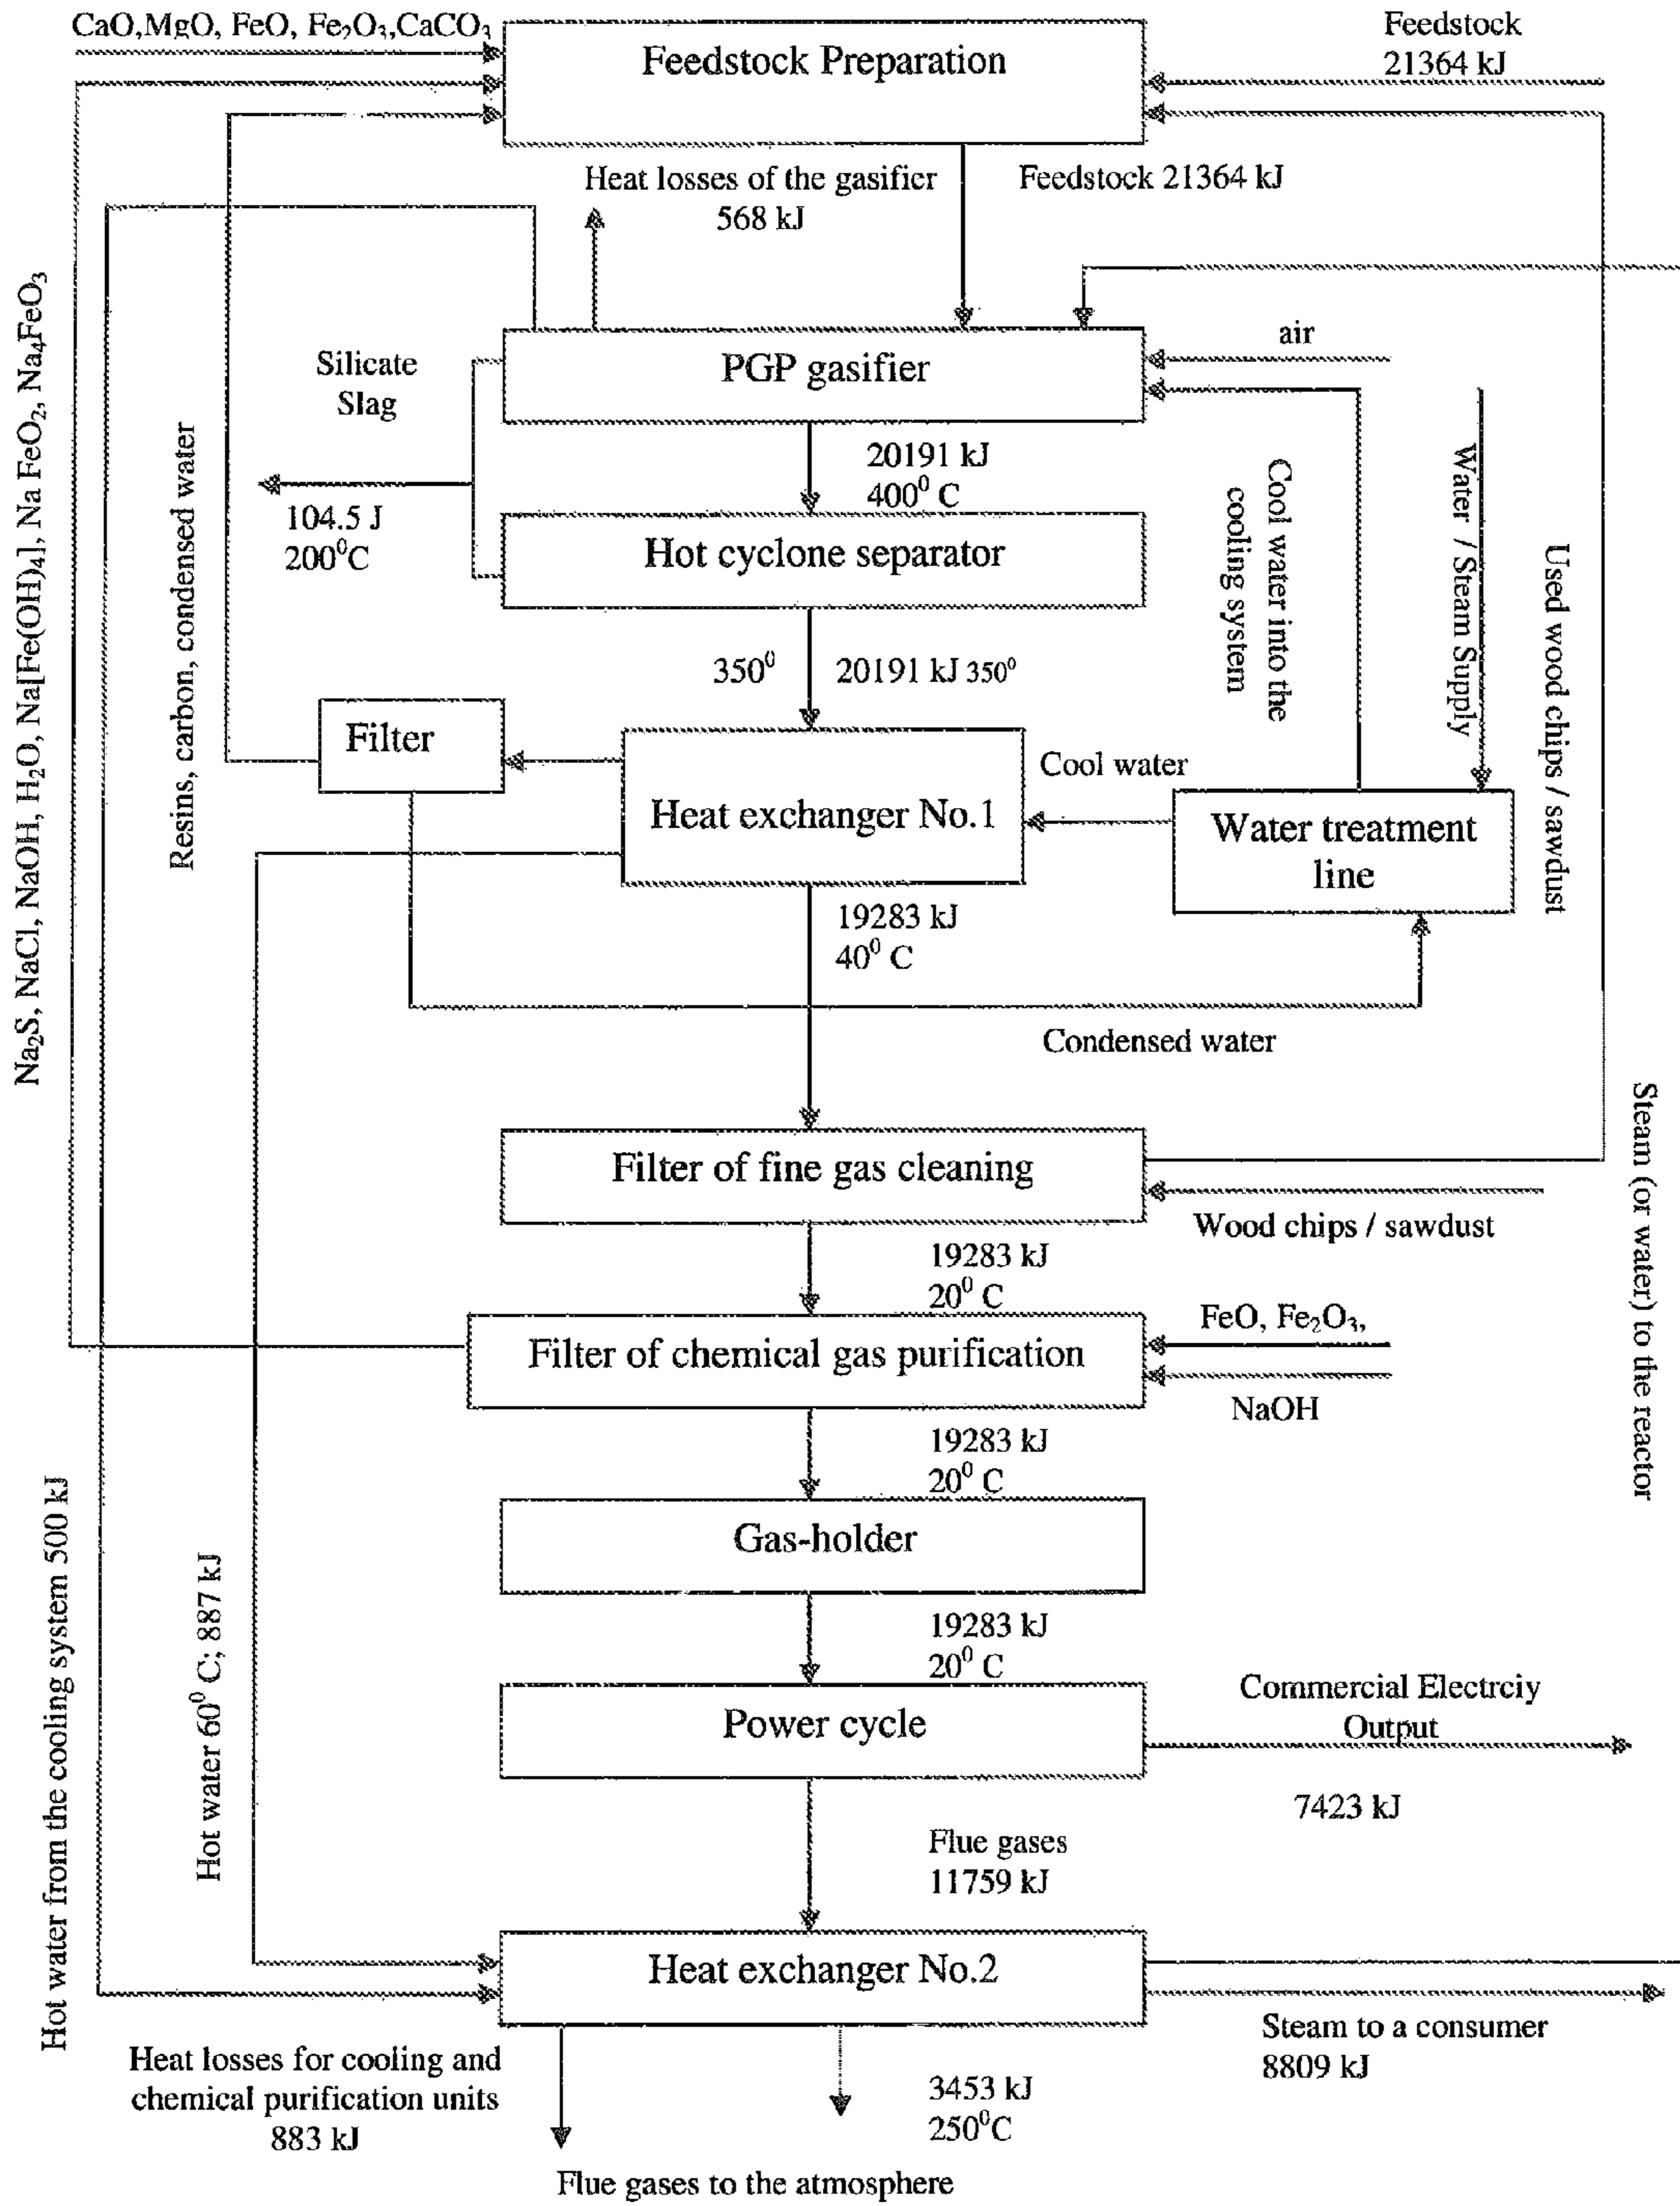 CaO,MgO, FeO, Fe₂O₃,CaCO₃
Feedstock Preparation
Feedstock
21364 kJ
Heat losses of the gasifier
568 kJ
Feedstock 21364 kJ
PGP gasifier
air
Silicate
Slag
20191 kJ
400⁰ C
104.5 J
200⁰C
Hot cyclone separator
Cool water into the
cooling system
Water / Steam
Supply
Used wood chips / sawdust
Na₂S, NaCl, NaOH, H₂O, Na[Fe(OH)₄], Na FeO₂, Na₄FeO₃
Resins, carbon, condensed water
350⁰
20191 kJ 350⁰
Filter
Heat exchanger No.1
Cool water
Water treatment
line
19283 kJ
40⁰ C
Condensed water
Filter of fine gas cleaning
Wood chips / sawdust
Steam (or water) to the reactor
19283 kJ
20⁰ C
FeO, Fe₂O₃,
Filter of chemical gas purification
NaOH
19283 kJ
20⁰ C
Gas-holder
Hot water from the cooling system 500 kJ
Hot water 60⁰ C; 887 kJ
19283 kJ
20⁰ C
Power cycle
Commercial Electrciy
Output
7423 kJ
Flue gases
11759 kJ
Heat exchanger No.2
Steam to a consumer
8809 kJ
Heat losses for cooling and
chemical purification units
883 kJ
3453 kJ
250⁰C
Flue gases to the atmosphere